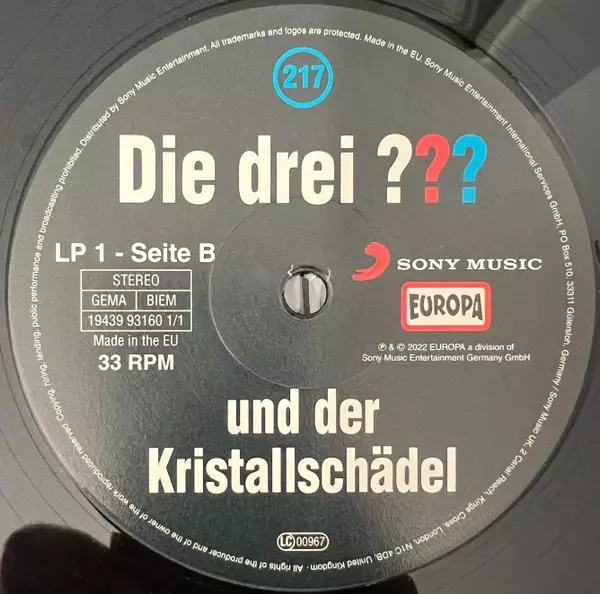 217
Die drei ???
LP 1 - Seite B
STEREO
GEMA BIEM
19439 93160 1/1
Made in the EU
33 RPM
SONY MUSIC
EUROPA
℗ & © 2022 EUROPA a division of
Sony Music Entertainment Germany GmbH
und der
Kristallschädel
LC 00967
All rights of the producer and of the owner of the work reproduced reserved. Copying, hiring, lending, public performance and broadcasting prohibited. Distributed by Sony Music Entertainment. All trademarks and logos are protected. Made in the EU. Sony Music Entertainment International Services GmbH, PO Box 510, 33311 Gütersloh, Germany / Sony Music UK, 2 Canal Reach, Kings Cross, London, N1C 4DB, United Kingdom -